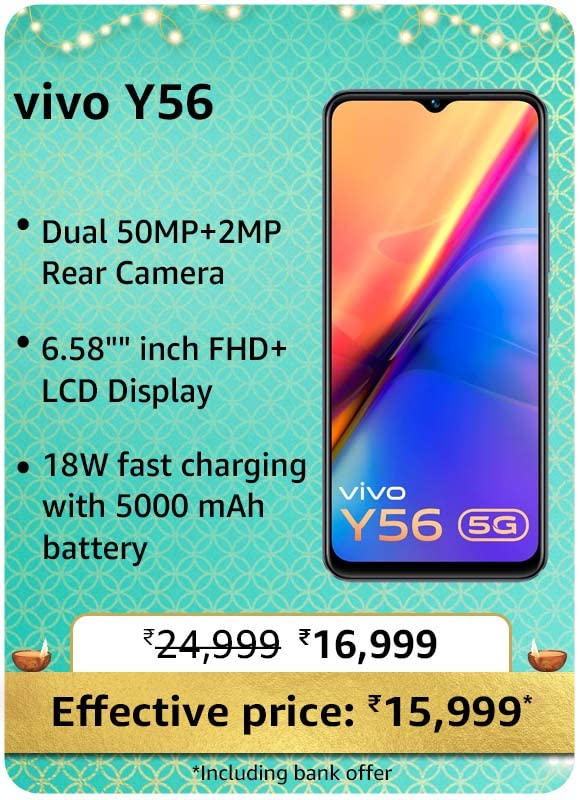 vivo Y56
• Dual 50MP+2MP
Rear Camera
• 6.58"" inch FHD+
LCD Display
• 18W fast charging
with 5000 mAh
battery
vivo
Y56 5G
₹24,999 ₹16,999
Effective price: ₹15,999*
*Including bank offer